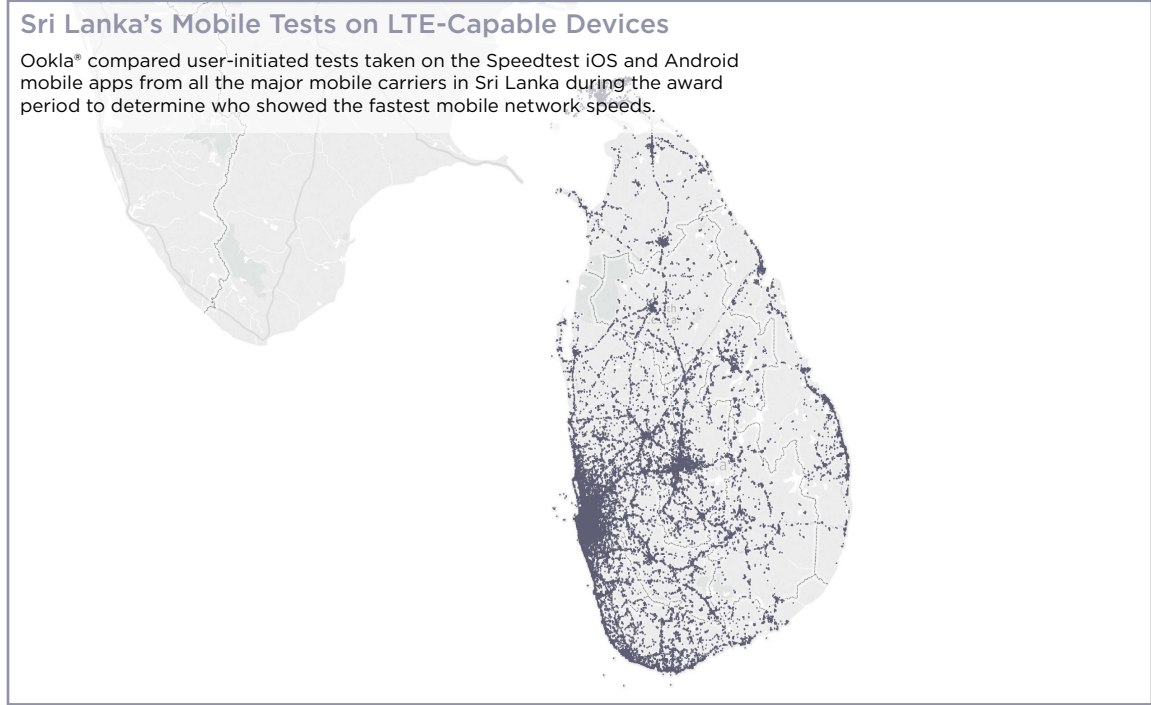 Sri Lanka’s Mobile Tests on LTE-Capable Devices
Ookla® compared user-initiated tests taken on the Speedtest iOS and Android
mobile apps from all the major mobile carriers in Sri Lanka during the award
period to determine who showed the fastest mobile network speeds.